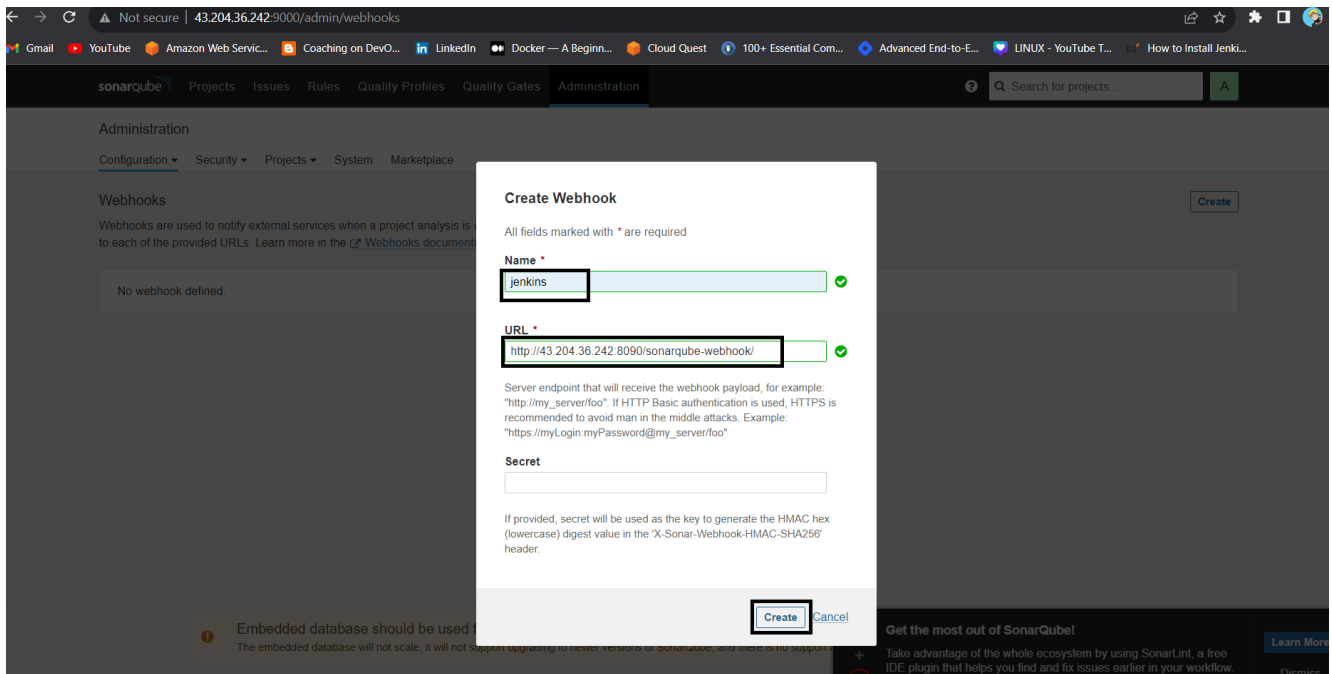 Not secure | 43.204.36.242:9000/admin/webhooks
Gmail YouTube Amazon Web Servic... Coaching on DevO... LinkedIn Docker — A Beginn... Cloud Quest 100+ Essential Com... Advanced End-to-E... LINUX - YouTube T... How to Install Jenki...
sonarqube Projects Issues Rules Quality Profiles Quality Gates Administration ? Search for projects... A
Administration
Configuration Security Projects System Marketplace
Webhooks
Create
Webhooks are used to notify external services when a project analysis is
to each of the provided URLs. Learn more in the Webhooks
No webhook defined.
Create Webhook
All fields marked with * are required
Name *
jenkins
URL *
http://43.204.36.242:8090/sonarqube-webhook/
Server endpoint that will receive the webhook payload, for example:
"http://my_server/foo". If HTTP Basic authentication is used, HTTPS is
recommended to avoid man in the middle attacks. Example:
"https://myLogin:myPassword@my_server/foo"
Secret
If provided, secret will be used as the key to generate the HMAC hex
(lowercase) digest value in the 'X-Sonar-Webhook-HMAC-SHA256'
header.
Create Cancel
Embedded database should be used
The embedded database will not scale, it will not support upgrading to newer versions of SonarQube, and there is no support
Get the most out of SonarQube!
Take advantage of the whole ecosystem by using SonarLint, a free
IDE plugin that helps you find and fix issues earlier in your workflow.
Learn More
Dismiss